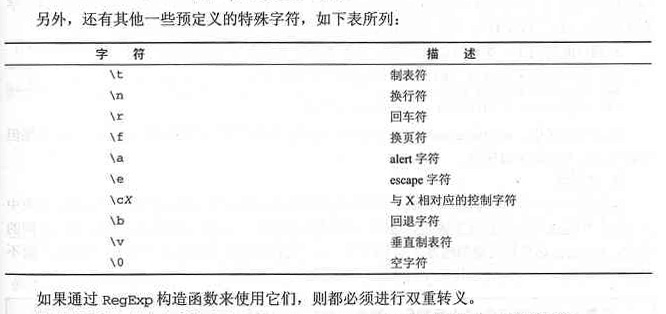 另外，还有其他一些预定义的特殊字符，如下表所列：
字 符 描 述
\t 制表符
\n 换行符
\r 回车符
\f 换页符
\a alert 字符
\e escape 字符
\cX 与 X 相对应的控制字符
\b 回退字符
\v 垂直制表符
\0 空字符
如果通过 RegExp 构造函数来使用它们，则都必须进行双重转义。